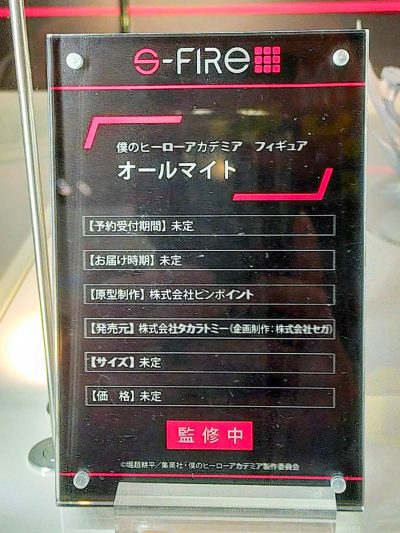 S-FIRE
僕のヒーローアカデミア　フィギュア
オールマイト
【予約受付期間】未定
【お届け時期】未定
【原型制作】株式会社ピンポイント
【発売元】株式会社タカラトミー（企画制作：株式会社セガ）
【サイズ】未定
【価　格】未定
監修中
©堀越耕平／集英社・僕のヒーローアカデミア製作委員会